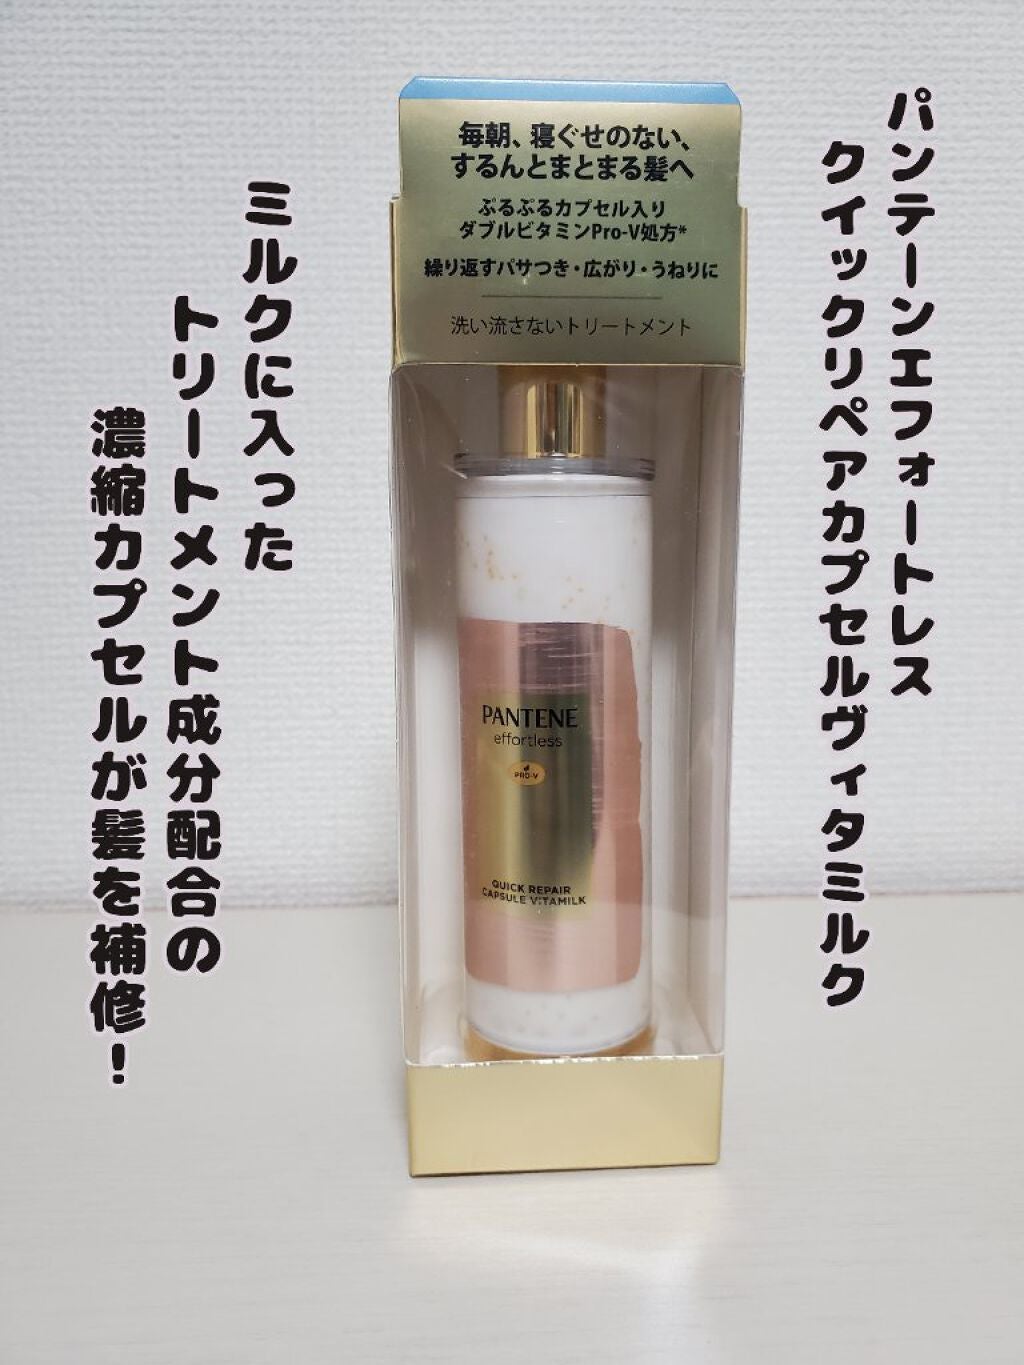 パンテーンエフォートレス
クイックリペアカプセルヴィタミルク
毎朝、寝ぐせのない、
するんとまとまる髪へ
ぷるぷるカプセル入り
ダブルビタミンPro-V処方*
繰り返すパサつき・広がり・うねりに
洗い流さないトリートメント
PANTENE
effortless
PRO-V
QUICK REPAIR
CAPSULE VITAMILK
ミルクに入った
トリートメント成分配合の
濃縮カプセルが髪を補修!